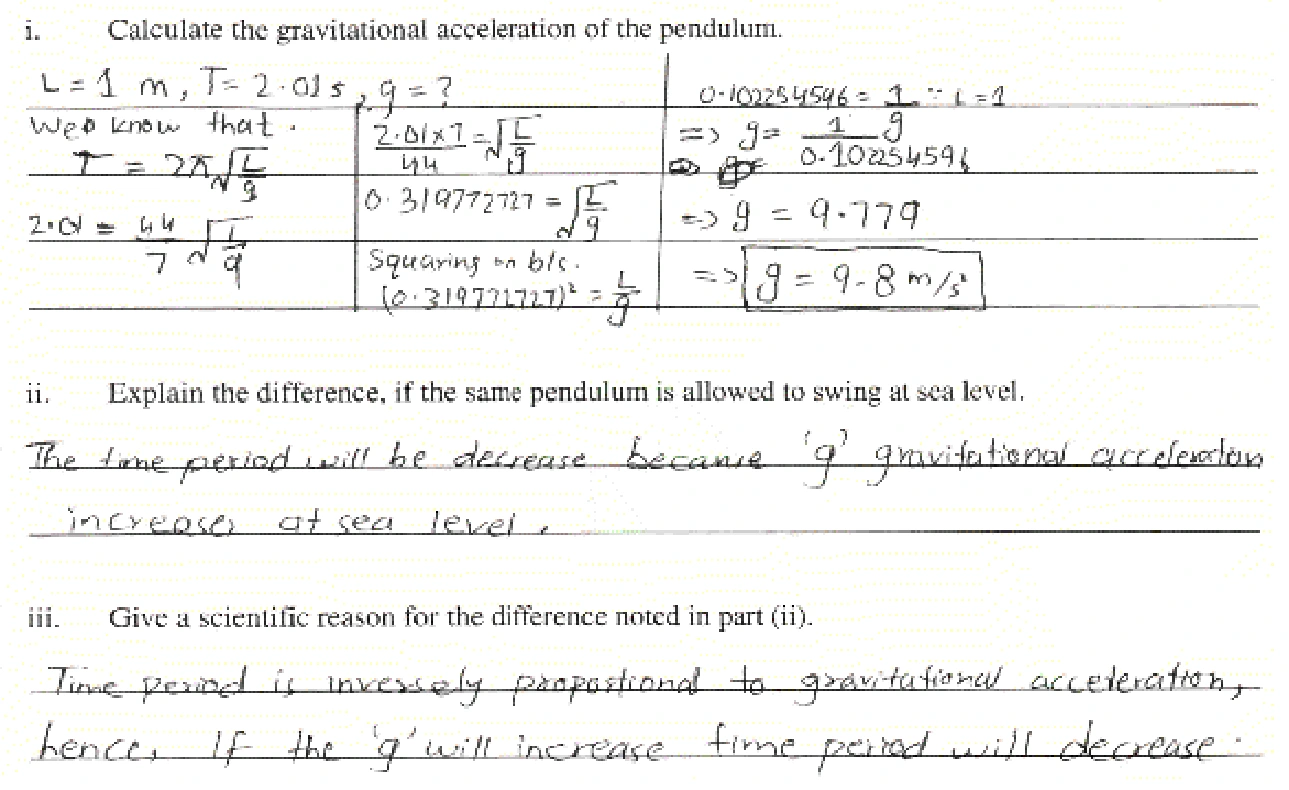 i. Calculate the gravitational acceleration of the pendulum.
L = 1 m, T = 2.01 s, g = ?
We know that.
T = 2π√(L/g)
2.01 = 44/7 √(L/g)
2.01×7/44 = √(L/g)
0.319772727 = √(L/g)
Squaring on b/s.
(0.319772727)² = L/g
0.102254596 = 1/g ∵ L = 1
=> g = 1/0.102254596
=> g = 9.779
=> g = 9.8 m/s²
ii. Explain the difference, if the same pendulum is allowed to swing at sea level.
The time period will be decrease because 'g' gravitational acceleration
increases at sea level.
iii. Give a scientific reason for the difference noted in part (ii).
Time period is inversely propostional to gravitational acceleration,
hence, If the 'g' will increase time period will decrease.